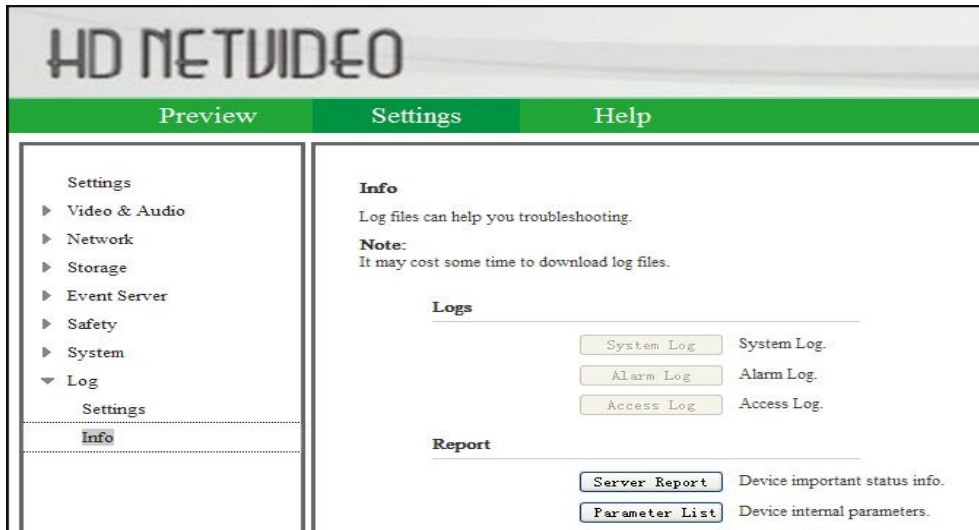 HD NETVIDEO
Preview Settings Help
Settings
Video & Audio
Network
Storage
Event Server
Safety
System
Log
Settings
Info
Info
Log files can help you troubleshooting.
Note:
It may cost some time to download log files.
Logs
System Log System Log.
Alarm Log Alarm Log.
Access Log Access Log.
Report
Server Report Device important status info.
Parameter List Device internal parameters.